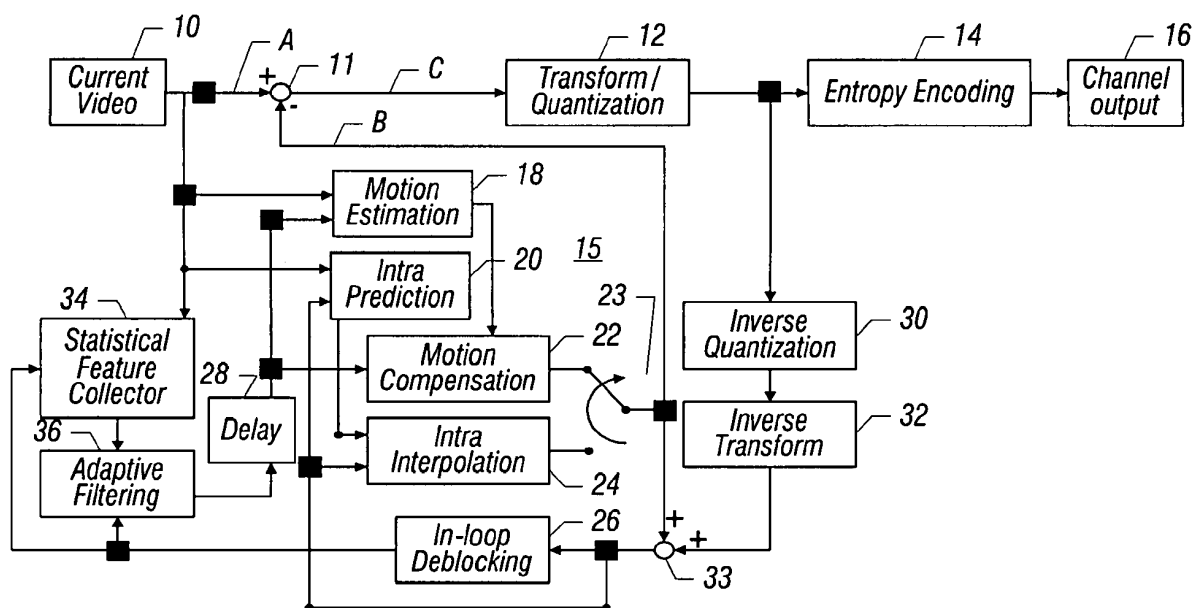 10
A
11
C
12
14
16
Current
Video
+
-
Transform/
Quantization
Entropy Encoding
Channel
output
B
Motion
Estimation
18
15
Intra
Prediction
20
23
34
Statistical
Feature
Collector
28
Motion
Compensation
22
Inverse
Quantization
30
36
Delay
Intra
Interpolation
24
Inverse
Transform
32
Adaptive
Filtering
In-loop
Deblocking
26
+
+
33